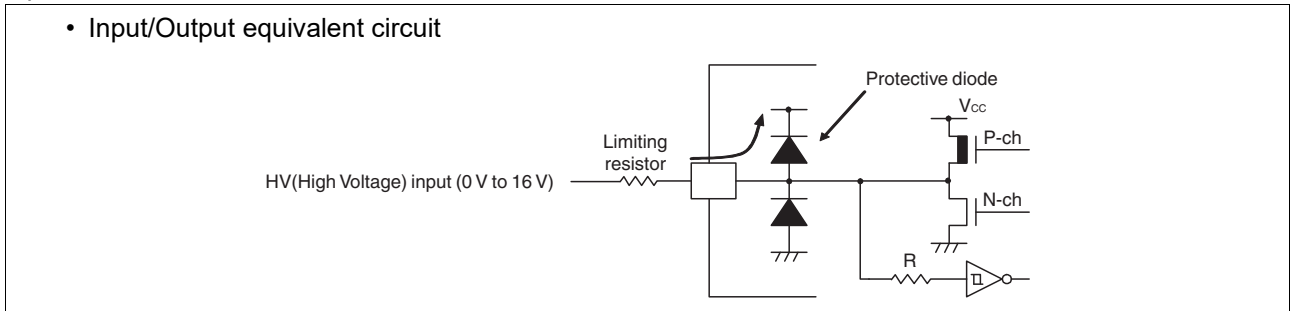 • Input/Output equivalent circuit
Protective diode
Vcc
P-ch
Limiting
resistor
HV(High Voltage) input (0 V to 16 V)
N-ch
R